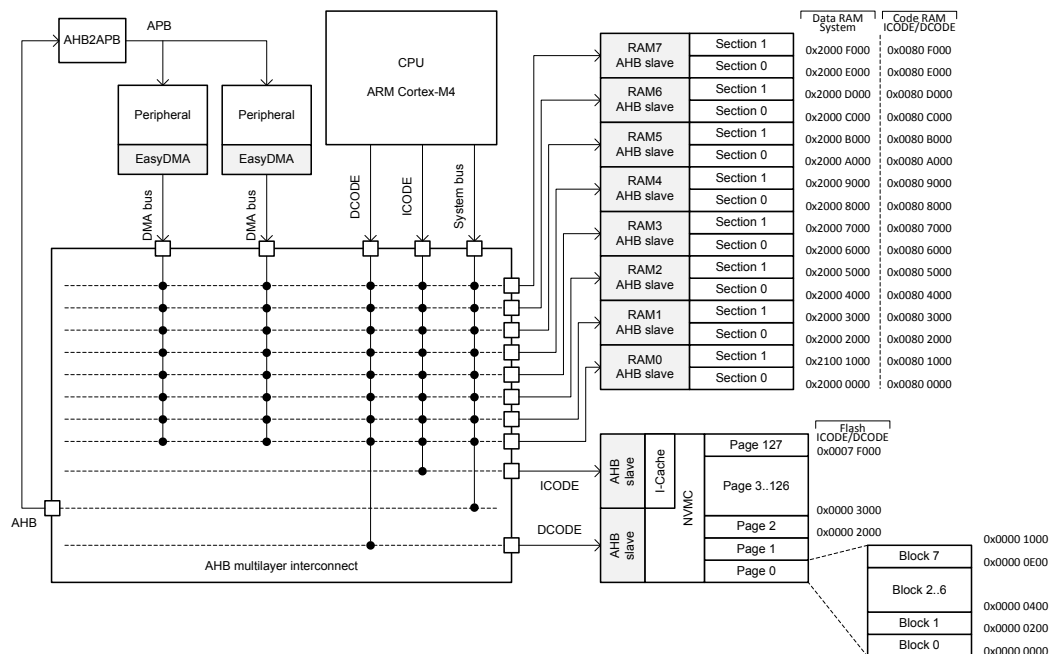 AHB2APB
APB
Peripheral
EasyDMA
Peripheral
EasyDMA
CPU
ARM Cortex-M4
DMA bus
DMA bus
DCODE
ICODE
System bus
AHB multilayer interconnect
AHB
ICODE
DCODE
Data RAM
System
Code RAM
ICODE/DCODE
RAM7
AHB slave
Section 1
0x2000 F000
0x0080 F000
Section 0
0x2000 E000
0x0080 E000
RAM6
AHB slave
Section 1
0x2000 D000
0x0080 D000
Section 0
0x2000 C000
0x0080 C000
RAM5
AHB slave
Section 1
0x2000 B000
0x0080 B000
Section 0
0x2000 A000
0x0080 A000
RAM4
AHB slave
Section 1
0x2000 9000
0x0080 9000
Section 0
0x2000 8000
0x0080 8000
RAM3
AHB slave
Section 1
0x2000 7000
0x0080 7000
Section 0
0x2000 6000
0x0080 6000
RAM2
AHB slave
Section 1
0x2000 5000
0x0080 5000
Section 0
0x2000 4000
0x0080 4000
RAM1
AHB slave
Section 1
0x2000 3000
0x0080 3000
Section 0
0x2000 2000
0x0080 2000
RAM0
AHB slave
Section 1
0x2100 1000
0x0080 1000
Section 0
0x2000 0000
0x0080 0000
Flash
ICODE/DCODE
AHB
slave
I-Cache
AHB
slave
NVMC
Page 127
0x0007 F000
Page 3..126
0x0000 3000
Page 2
0x0000 2000
Page 1
0x0000 1000
Page 0
Block 7
0x0000 0E00
Block 2..6
0x0000 0400
Block 1
0x0000 0200
Block 0
0x0000 0000